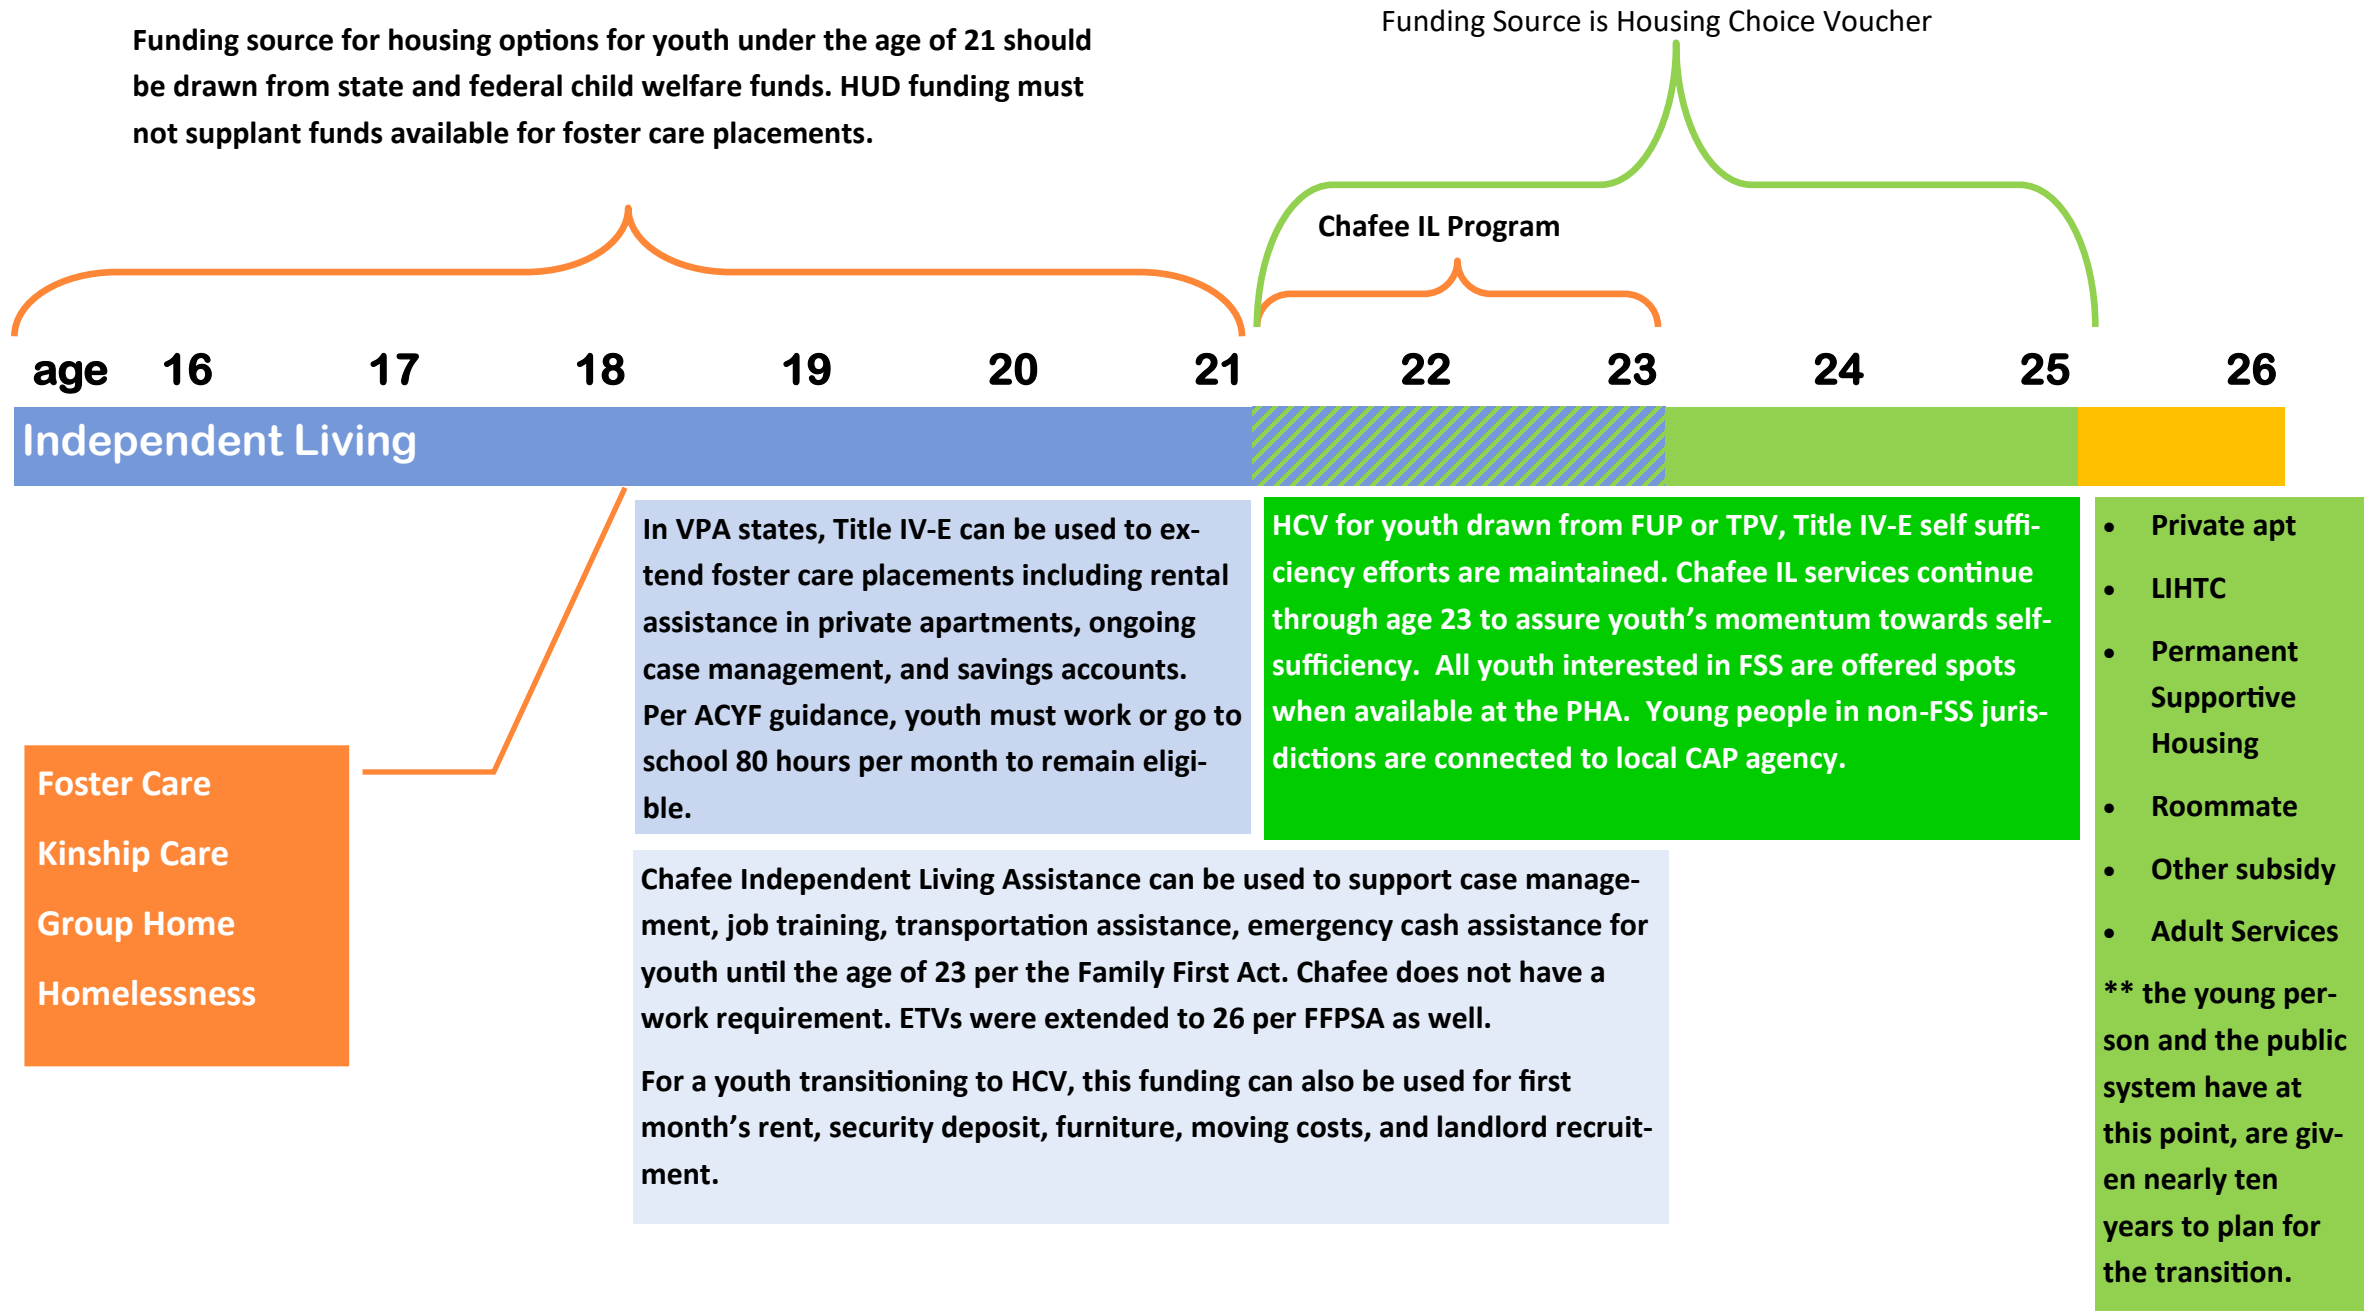 Funding source for housing options for youth under the age of 21 should
be drawn from state and federal child welfare funds. HUD funding must
not supplant funds available for foster care placements.
Funding Source is Housing Choice Voucher
Chafee IL Program
age 16 17 18 19 20 21 22 23 24 25 26
Independent Living
Foster Care
Kinship Care
Group Home
Homelessness
In VPA states, Title IV-E can be used to ex-
tend foster care placements including rental
assistance in private apartments, ongoing
case management, and savings accounts.
Per ACYF guidance, youth must work or go to
school 80 hours per month to remain eligi-
ble.
HCV for youth drawn from FUP or TPV, Title IV-E self suffi-
ciency efforts are maintained. Chafee IL services continue
through age 23 to assure youth’s momentum towards self-
sufficiency.  All youth interested in FSS are offered spots
when available at the PHA.  Young people in non-FSS juris-
dictions are connected to local CAP agency.
Chafee Independent Living Assistance can be used to support case manage-
ment, job training, transportation assistance, emergency cash assistance for
youth until the age of 23 per the Family First Act. Chafee does not have a
work requirement. ETVs were extended to 26 per FFPSA as well.
For a youth transitioning to HCV, this funding can also be used for first
month’s rent, security deposit, furniture, moving costs, and landlord recruit-
ment.
• Private apt
• LIHTC
• Permanent
Supportive
Housing
• Roommate
• Other subsidy
• Adult Services
** the young per-
son and the public
system have at
this point, are giv-
en nearly ten
years to plan for
the transition.